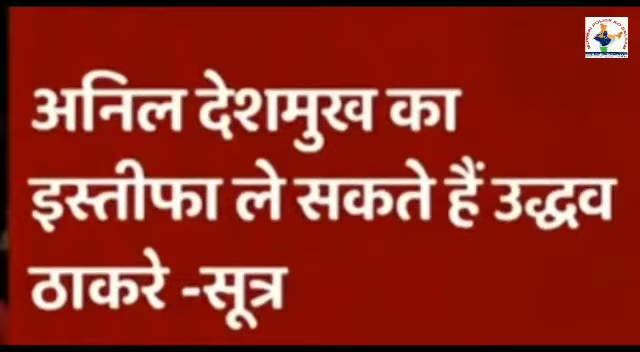 अनिल देशमुख का
इस्तीफा ले सकते हैं उद्धव
ठाकरे -सूत्र